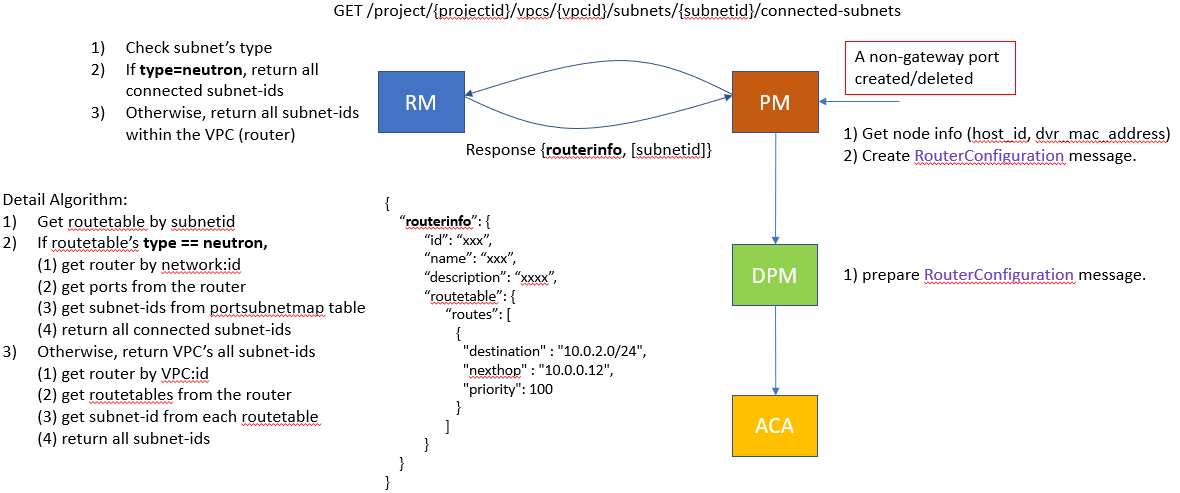 GET /project/{projectid}/vpcs/{vpcid}/subnets/{subnetid}/connected-subnets
1) Check subnet’s type
2) If type=neutron, return all
connected subnet-ids
3) Otherwise, return all subnet-ids
within the VPC (router)
RM
PM
A non-gateway port
created/deleted
Response {routerinfo, [subnetid]}
1) Get node info (host_id, dvr_mac_address)
2) Create RouterConfiguration message.
Detail Algorithm:
1) Get routetable by subnetid
2) If routetable’s type == neutron,
(1) get router by network:id
(2) get ports from the router
(3) get subnet-ids from portsubnetmap table
(4) return all connected subnet-ids
3) Otherwise, return VPC’s all subnet-ids
(1) get router by VPC:id
(2) get routetables from the router
(3) get subnet-id from each routetable
(4) return all subnet-ids
{
“routerinfo”: {
“id”: “xxx”,
“name”: “xxx”,
“description”: “xxxx”,
“routetable”: {
“routes”: [
{
"destination" : "10.0.2.0/24",
"nexthop" : "10.0.0.12",
"priority": 100
}
]
}
}
}
DPM
1) prepare RouterConfiguration message.
ACA